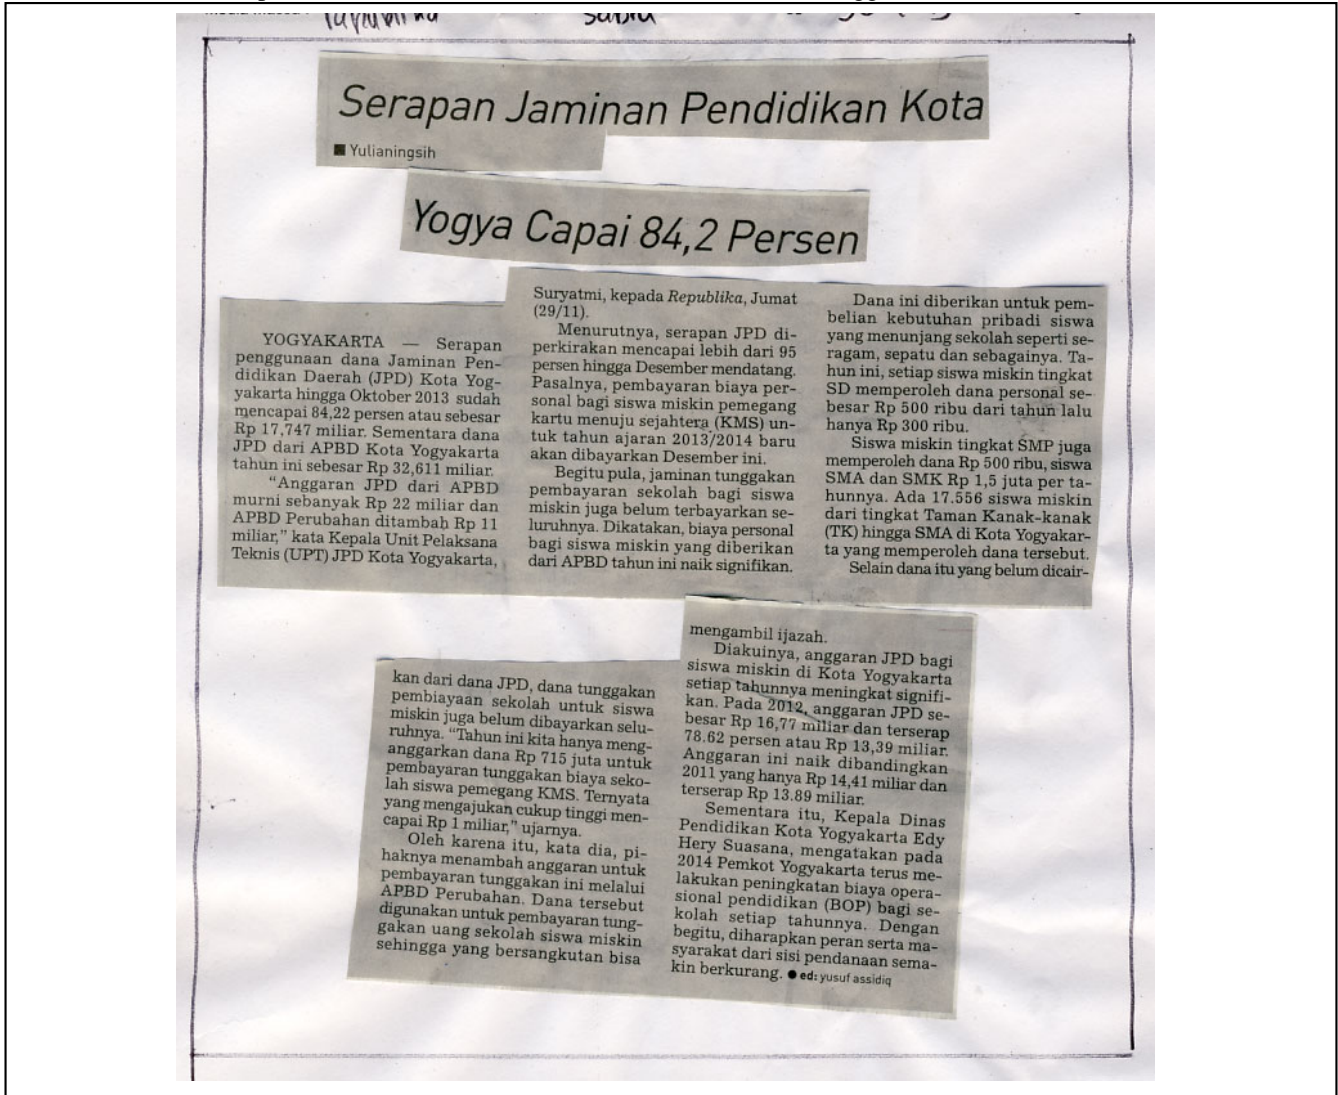 Serapan Jaminan Pendidikan Kota
■ Yulianingsih
Yogya Capai 84,2 Persen
YOGYAKARTA — Serapan
penggunaan dana Jaminan Pen-
didikan Daerah (JPD) Kota Yog-
yakarta hingga Oktober 2013 sudah
mencapai 84,22 persen atau sebesar
Rp 17,747 miliar. Sementara dana
JPD dari APBD Kota Yogyakarta
tahun ini sebesar Rp 32,611 miliar.
“Anggaran JPD dari APBD
murni sebanyak Rp 22 miliar dan
APBD Perubahan ditambah Rp 11
miliar,” kata Kepala Unit Pelaksana
Teknis (UPT) JPD Kota Yogyakarta,
Suryatmi, kepada Republika, Jumat
(29/11).
Menurutnya, serapan JPD di-
perkirakan mencapai lebih dari 95
persen hingga Desember mendatang.
Pasalnya, pembayaran biaya per-
sonal bagi siswa miskin pemegang
kartu menuju sejahtera (KMS) un-
tuk tahun ajaran 2013/2014 baru
akan dibayarkan Desember ini.
Begitu pula, jaminan tunggakan
pembayaran sekolah bagi siswa
miskin juga belum terbayarkan se-
luruhnya. Dikatakan, biaya personal
bagi siswa miskin yang diberikan
dari APBD tahun ini naik signifikan.
Dana ini diberikan untuk pem-
belian kebutuhan pribadi siswa
yang menunjang sekolah seperti se-
ragam, sepatu dan sebagainya. Ta-
hun ini, setiap siswa miskin tingkat
SD memperoleh dana personal se-
besar Rp 500 ribu dari tahun lalu
hanya Rp 300 ribu.
Siswa miskin tingkat SMP juga
memperoleh dana Rp 500 ribu, siswa
SMA dan SMK Rp 1,5 juta per ta-
hunnya. Ada 17.556 siswa miskin
dari tingkat Taman Kanak-kanak
(TK) hingga SMA di Kota Yogyakar-
ta yang memperoleh dana tersebut.
Selain dana itu yang belum dicair-
kan dari dana JPD, dana tunggakan
pembiayaan sekolah untuk siswa
miskin juga belum dibayarkan selu-
ruhnya. “Tahun ini kita hanya meng-
anggarkan dana Rp 715 juta untuk
pembayaran tunggakan biaya seko-
lah siswa pemegang KMS. Ternyata
yang mengajukan cukup tinggi men-
capai Rp 1 miliar,” ujarnya.
Oleh karena itu, kata dia, pi-
haknya menambah anggaran untuk
pembayaran tunggakan ini melalui
APBD Perubahan. Dana tersebut
digunakan untuk pembayaran tung-
gakan uang sekolah siswa miskin
sehingga yang bersangkutan bisa
mengambil ijazah.
Diakuinya, anggaran JPD bagi
siswa miskin di Kota Yogyakarta
setiap tahunnya meningkat signifi-
kan. Pada 2012, anggaran JPD se-
besar Rp 16,77 miliar dan terserap
78.62 persen atau Rp 13,39 miliar.
Anggaran ini naik dibandingkan
2011 yang hanya Rp 14,41 miliar dan
terserap Rp 13.89 miliar.
Sementara itu, Kepala Dinas
Pendidikan Kota Yogyakarta Edy
Hery Suasana, mengatakan pada
2014 Pemkot Yogyakarta terus me-
lakukan peningkatan biaya opera-
sional pendidikan (BOP) bagi se-
kolah setiap tahunnya. Dengan
begitu, diharapkan peran serta ma-
syarakat dari sisi pendanaan sema-
kin berkurang. ● ed: yusuf assidiq